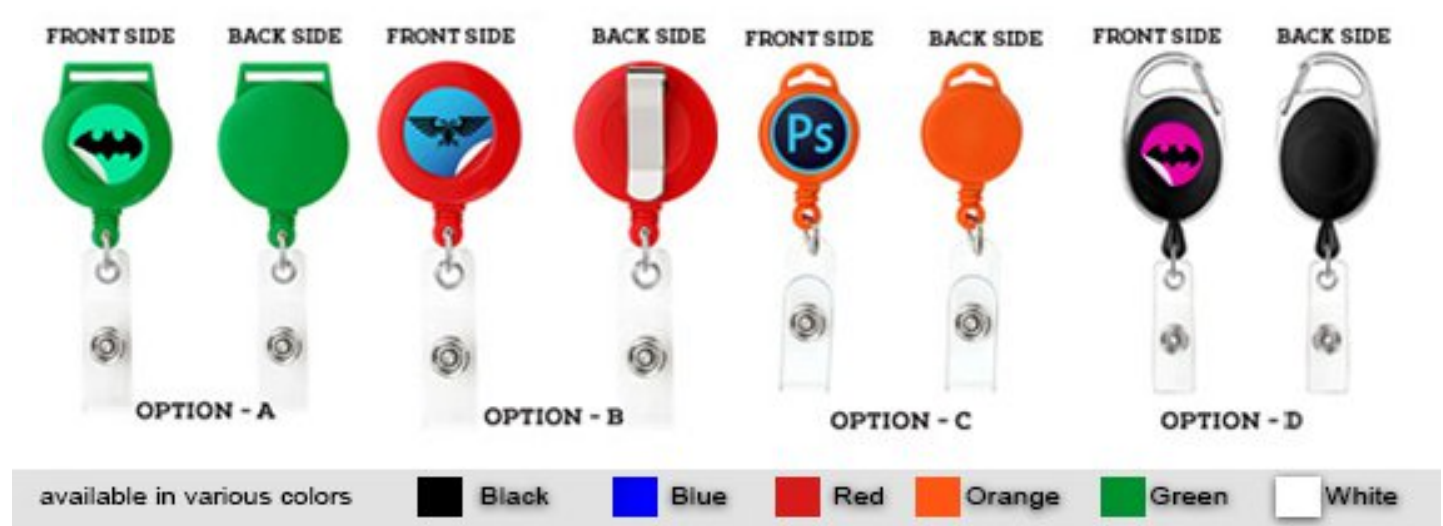 FRONT SIDE BACK SIDE FRONT SIDE BACK SIDE FRONT SIDE BACK SIDE FRONT SIDE BACK SIDE
Ps
OPTION - A OPTION - B OPTION - C OPTION - D
available in various colors Black Blue Red Orange Green White